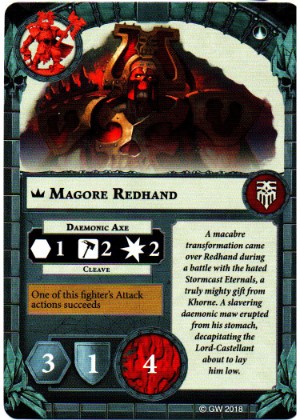 Magore Redhand
Daemonic Axe
1 2 2
Cleave
One of this fighter's Attack
actions succeeds
A macabre
transformation came
over Redhand during
a battle with the hated
Stormcast Eternals, a
truly mighty gift from
Khorne. A slavering
daemonic maw erupted
from his stomach,
decapitating the
Lord-Castellant
about to lay
him low.
3 1 4
© GW 2018